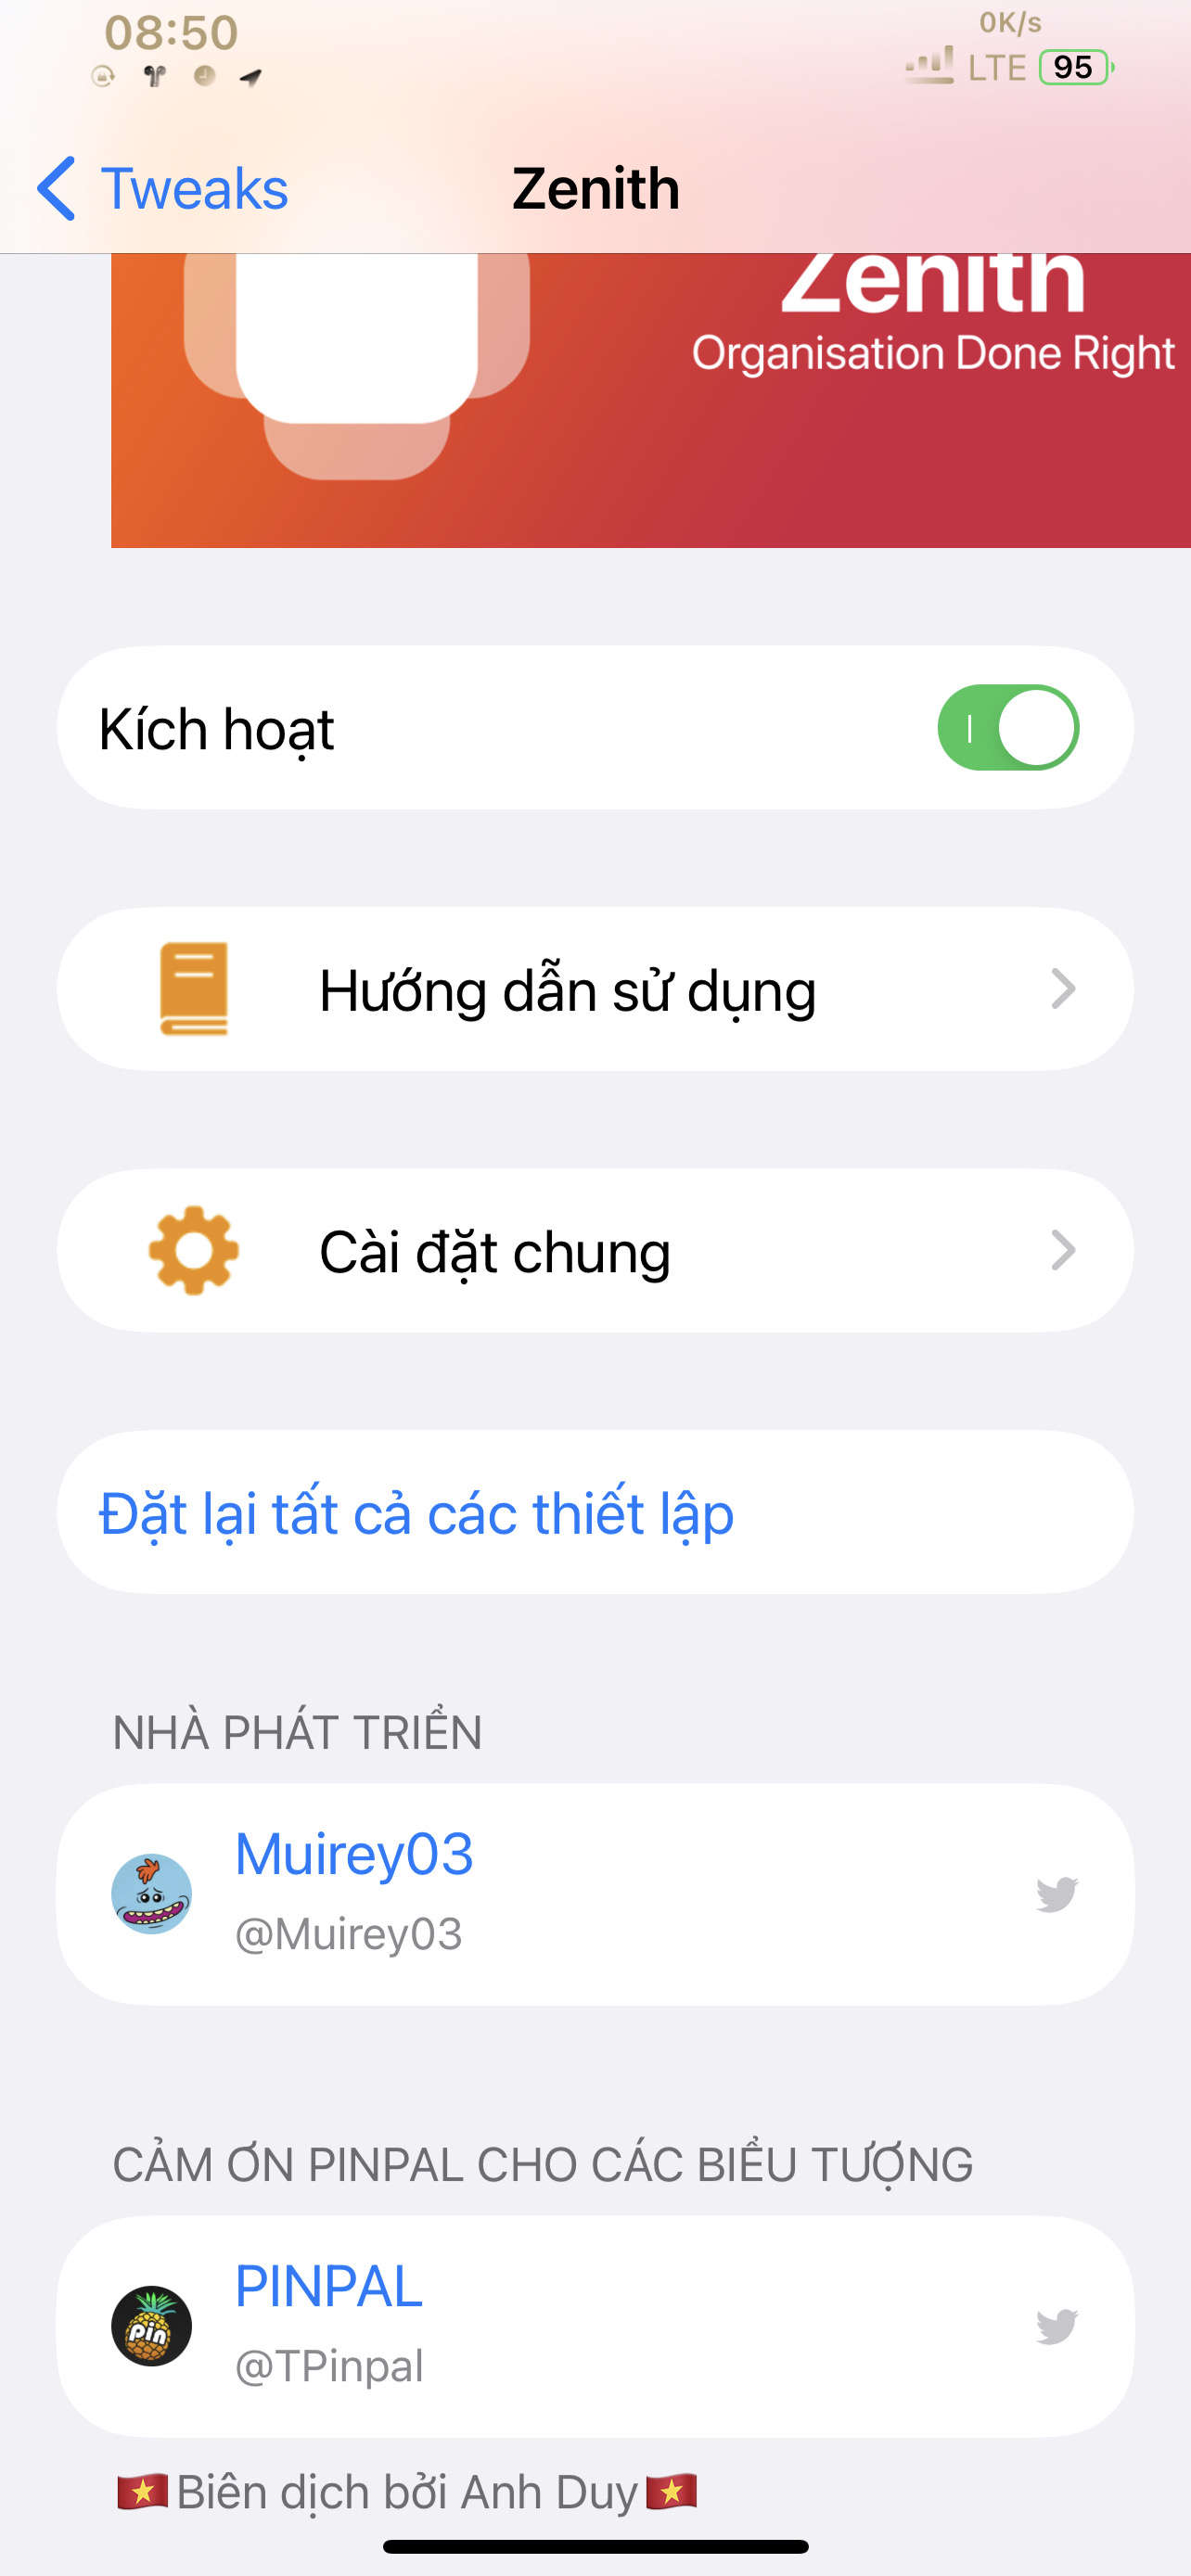 08:50
0K/s
LTE 95
Tweaks
Zenith
Zenith
Organisation Done Right
Kích hoạt
Hướng dẫn sử dụng
Cài đặt chung
Đặt lại tất cả các thiết lập
NHÀ PHÁT TRIỂN
Muirey03
@Muirey03
CẢM ƠN PINPAL CHO CÁC BIỂU TƯỢNG
pin
PINPAL
@TPinpal
🇻🇳Biên dịch bởi Anh Duy🇻🇳